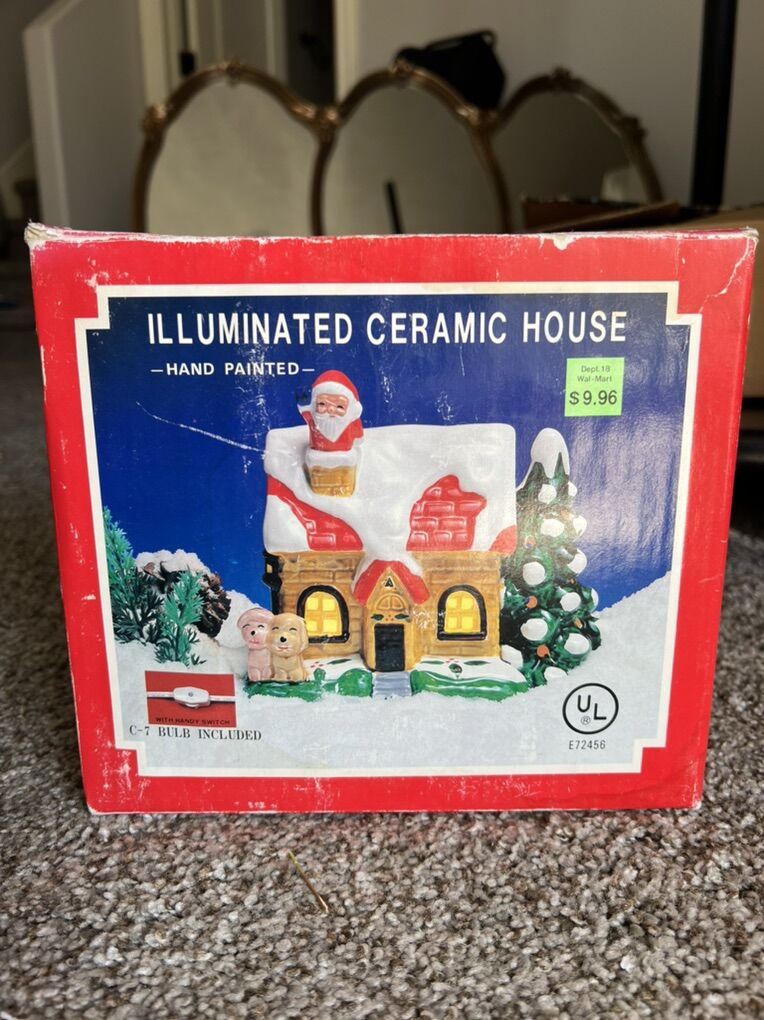 ILLUMINATED CERAMIC HOUSE
—HAND PAINTED—
Dept.18
Wal-Mart
$9.96
WITH HANDY SWITCH
C-7 BULB INCLUDED
UL
®
E72456